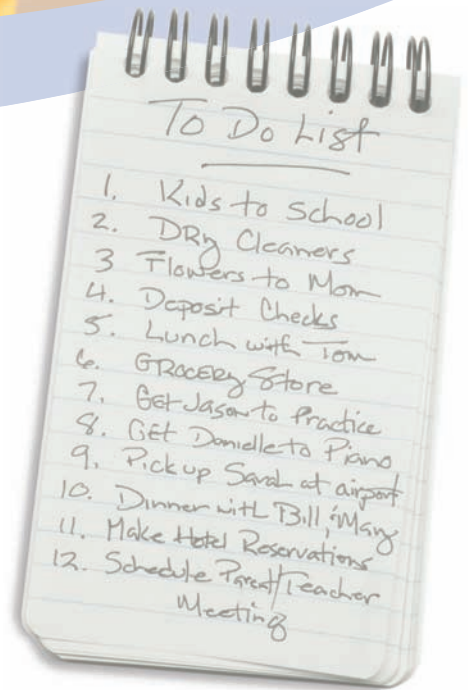 To Do List
1. Kids to School
2. DRy Cleaners
3 Flowers to Mom
4. Deposit Checks
5. Lunch with Tom
6. GROCERy Store
7. Get Jason to Practice
8. GEt Danielle to Piano
9. Pick up Sarah at airport
10. Dinner with Bill, Mary
11. Make Hotel Reservations
12. Schedule Parent/Teacher
Meeting